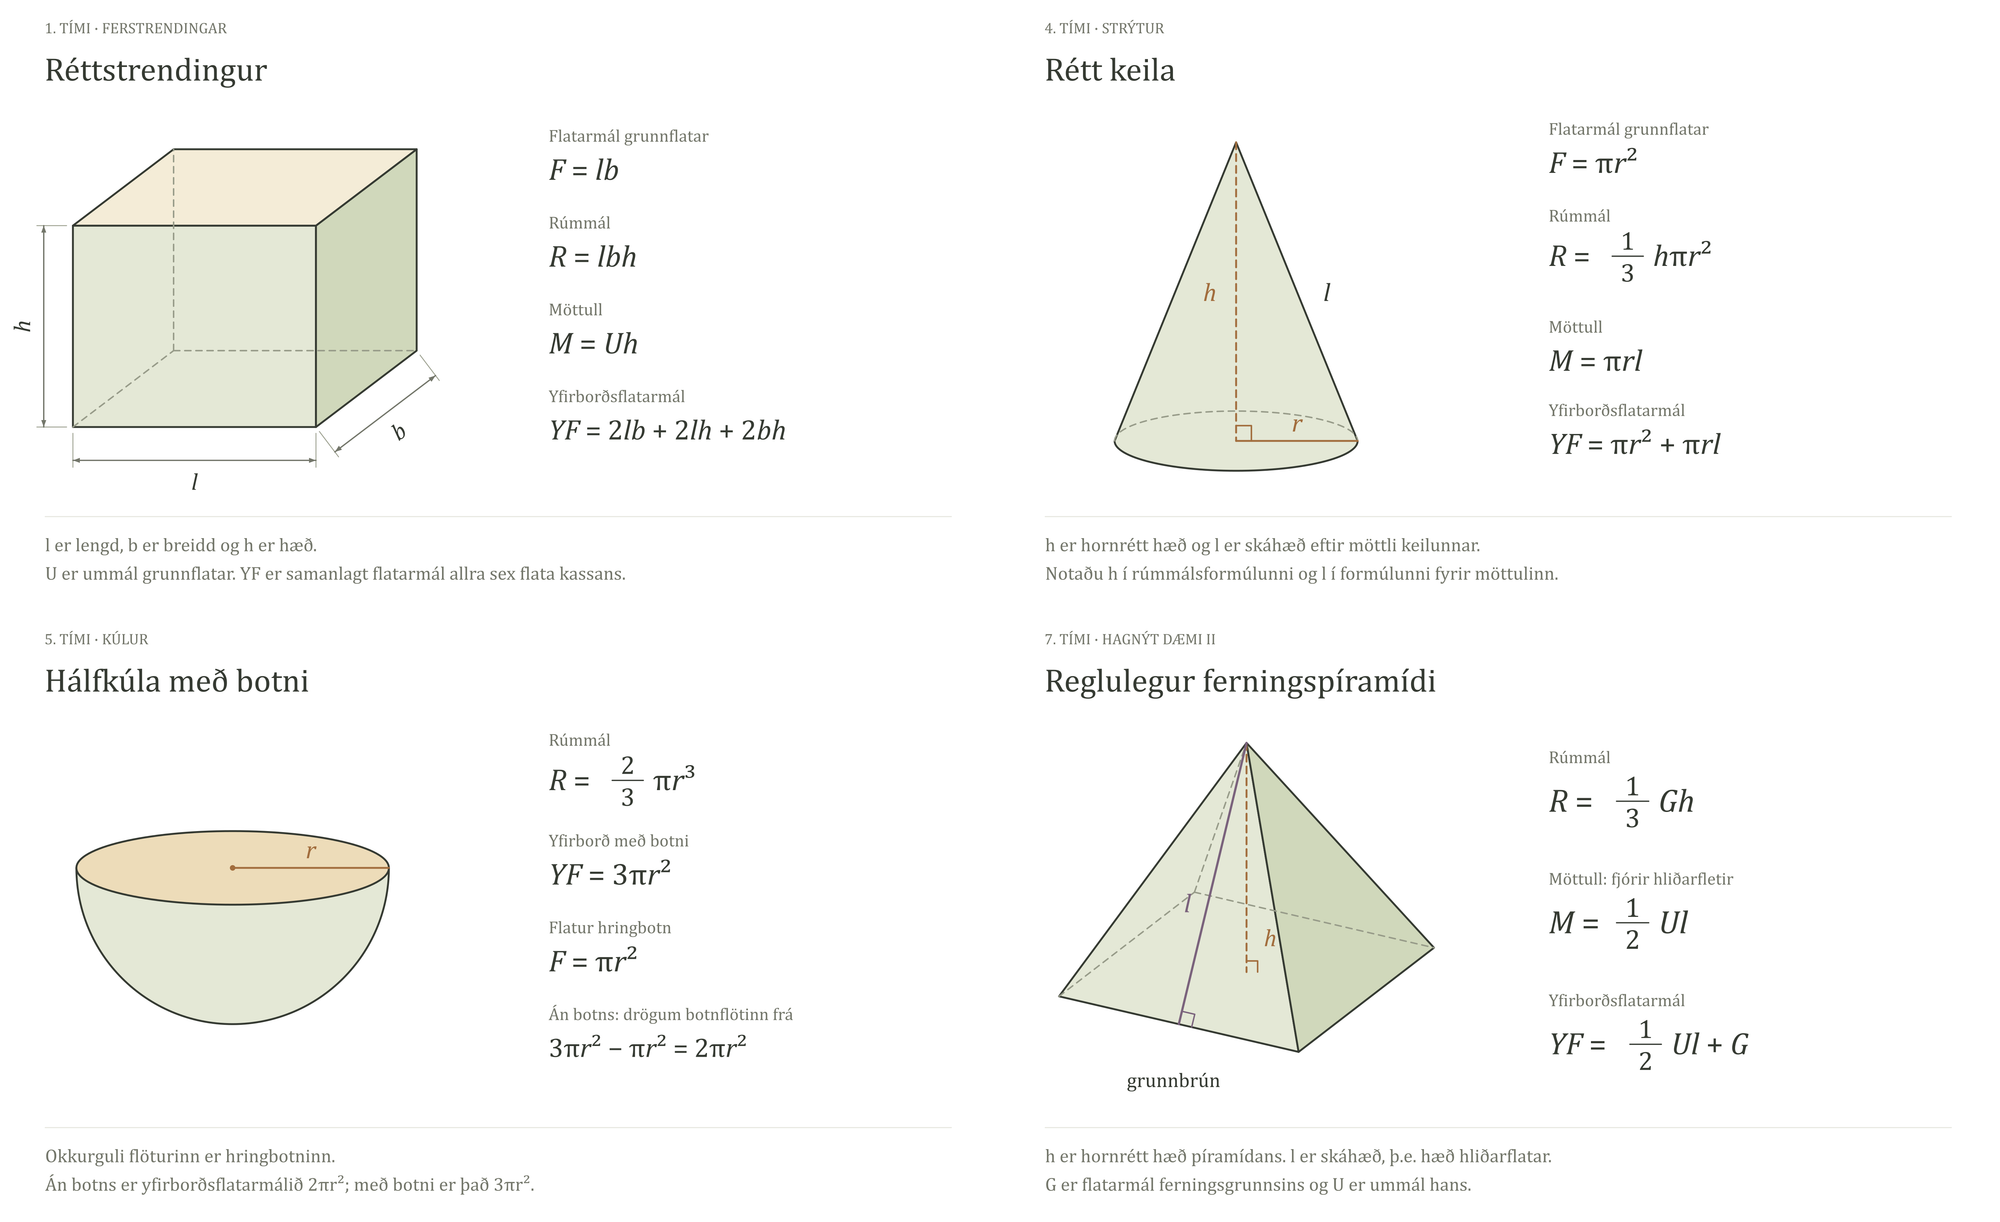 1. TÍMI · FERSTRENDINGAR
Réttstrendingur
h
l
b
Flatarmál grunnflatar
F = lb
Rúmmál
R = lbh
Möttull
M = Uh
Yfirborðsflatarmál
YF = 2lb + 2lh + 2bh
l er lengd, b er breidd og h er hæð.
U er ummál grunnflatar. YF er samanlagt flatarmál allra sex flata kassans.
4. TÍMI · STRÝTUR
Rétt keila
h
l
r
Flatarmál grunnflatar
F = πr²
Rúmmál
R = 1/3 hπr²
Möttull
M = πrl
Yfirborðsflatarmál
YF = πr² + πrl
h er hornrétt hæð og l er skáhæð eftir möttli keilunnar.
Notaðu h í rúmmálsformúlunni og l í formúlunni fyrir möttulinn.
5. TÍMI · KÚLUR
Hálfkúla með botni
r
Rúmmál
R = 2/3 πr³
Yfirborð með botni
YF = 3πr²
Flatur hringbotn
F = πr²
Án botns: drögum botnflötinn frá
3πr² – πr² = 2πr²
Okkurguli flöturinn er hringbotninn.
Án botns er yfirborðsflatarmálið 2πr²; með botni er það 3πr².
7. TÍMI · HAGNÝT DÆMI II
Reglulegur ferningspíramídi
l
h
grunnbrún
Rúmmál
R = 1/3 Gh
Möttull: fjórir hliðarfletir
M = 1/2 Ul
Yfirborðsflatarmál
YF = 1/2 Ul + G
h er hornrétt hæð píramídans. l er skáhæð, þ.e. hæð hliðarflatar.
G er flatarmál ferningsgrunnsins og U er ummál hans.